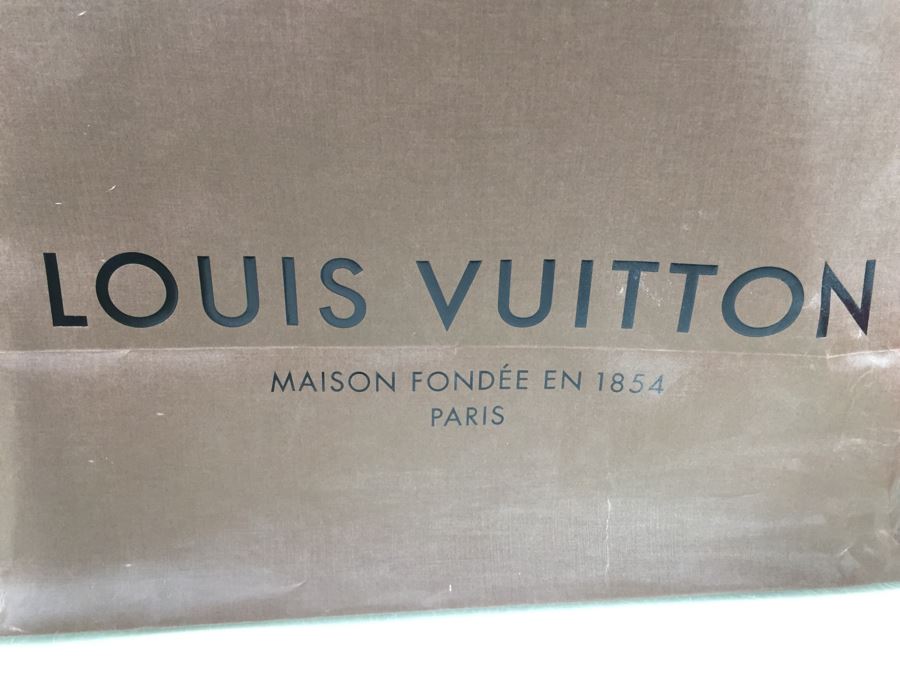 LOUIS VUITTON
MAISON FONDÉE EN 1854
PARIS